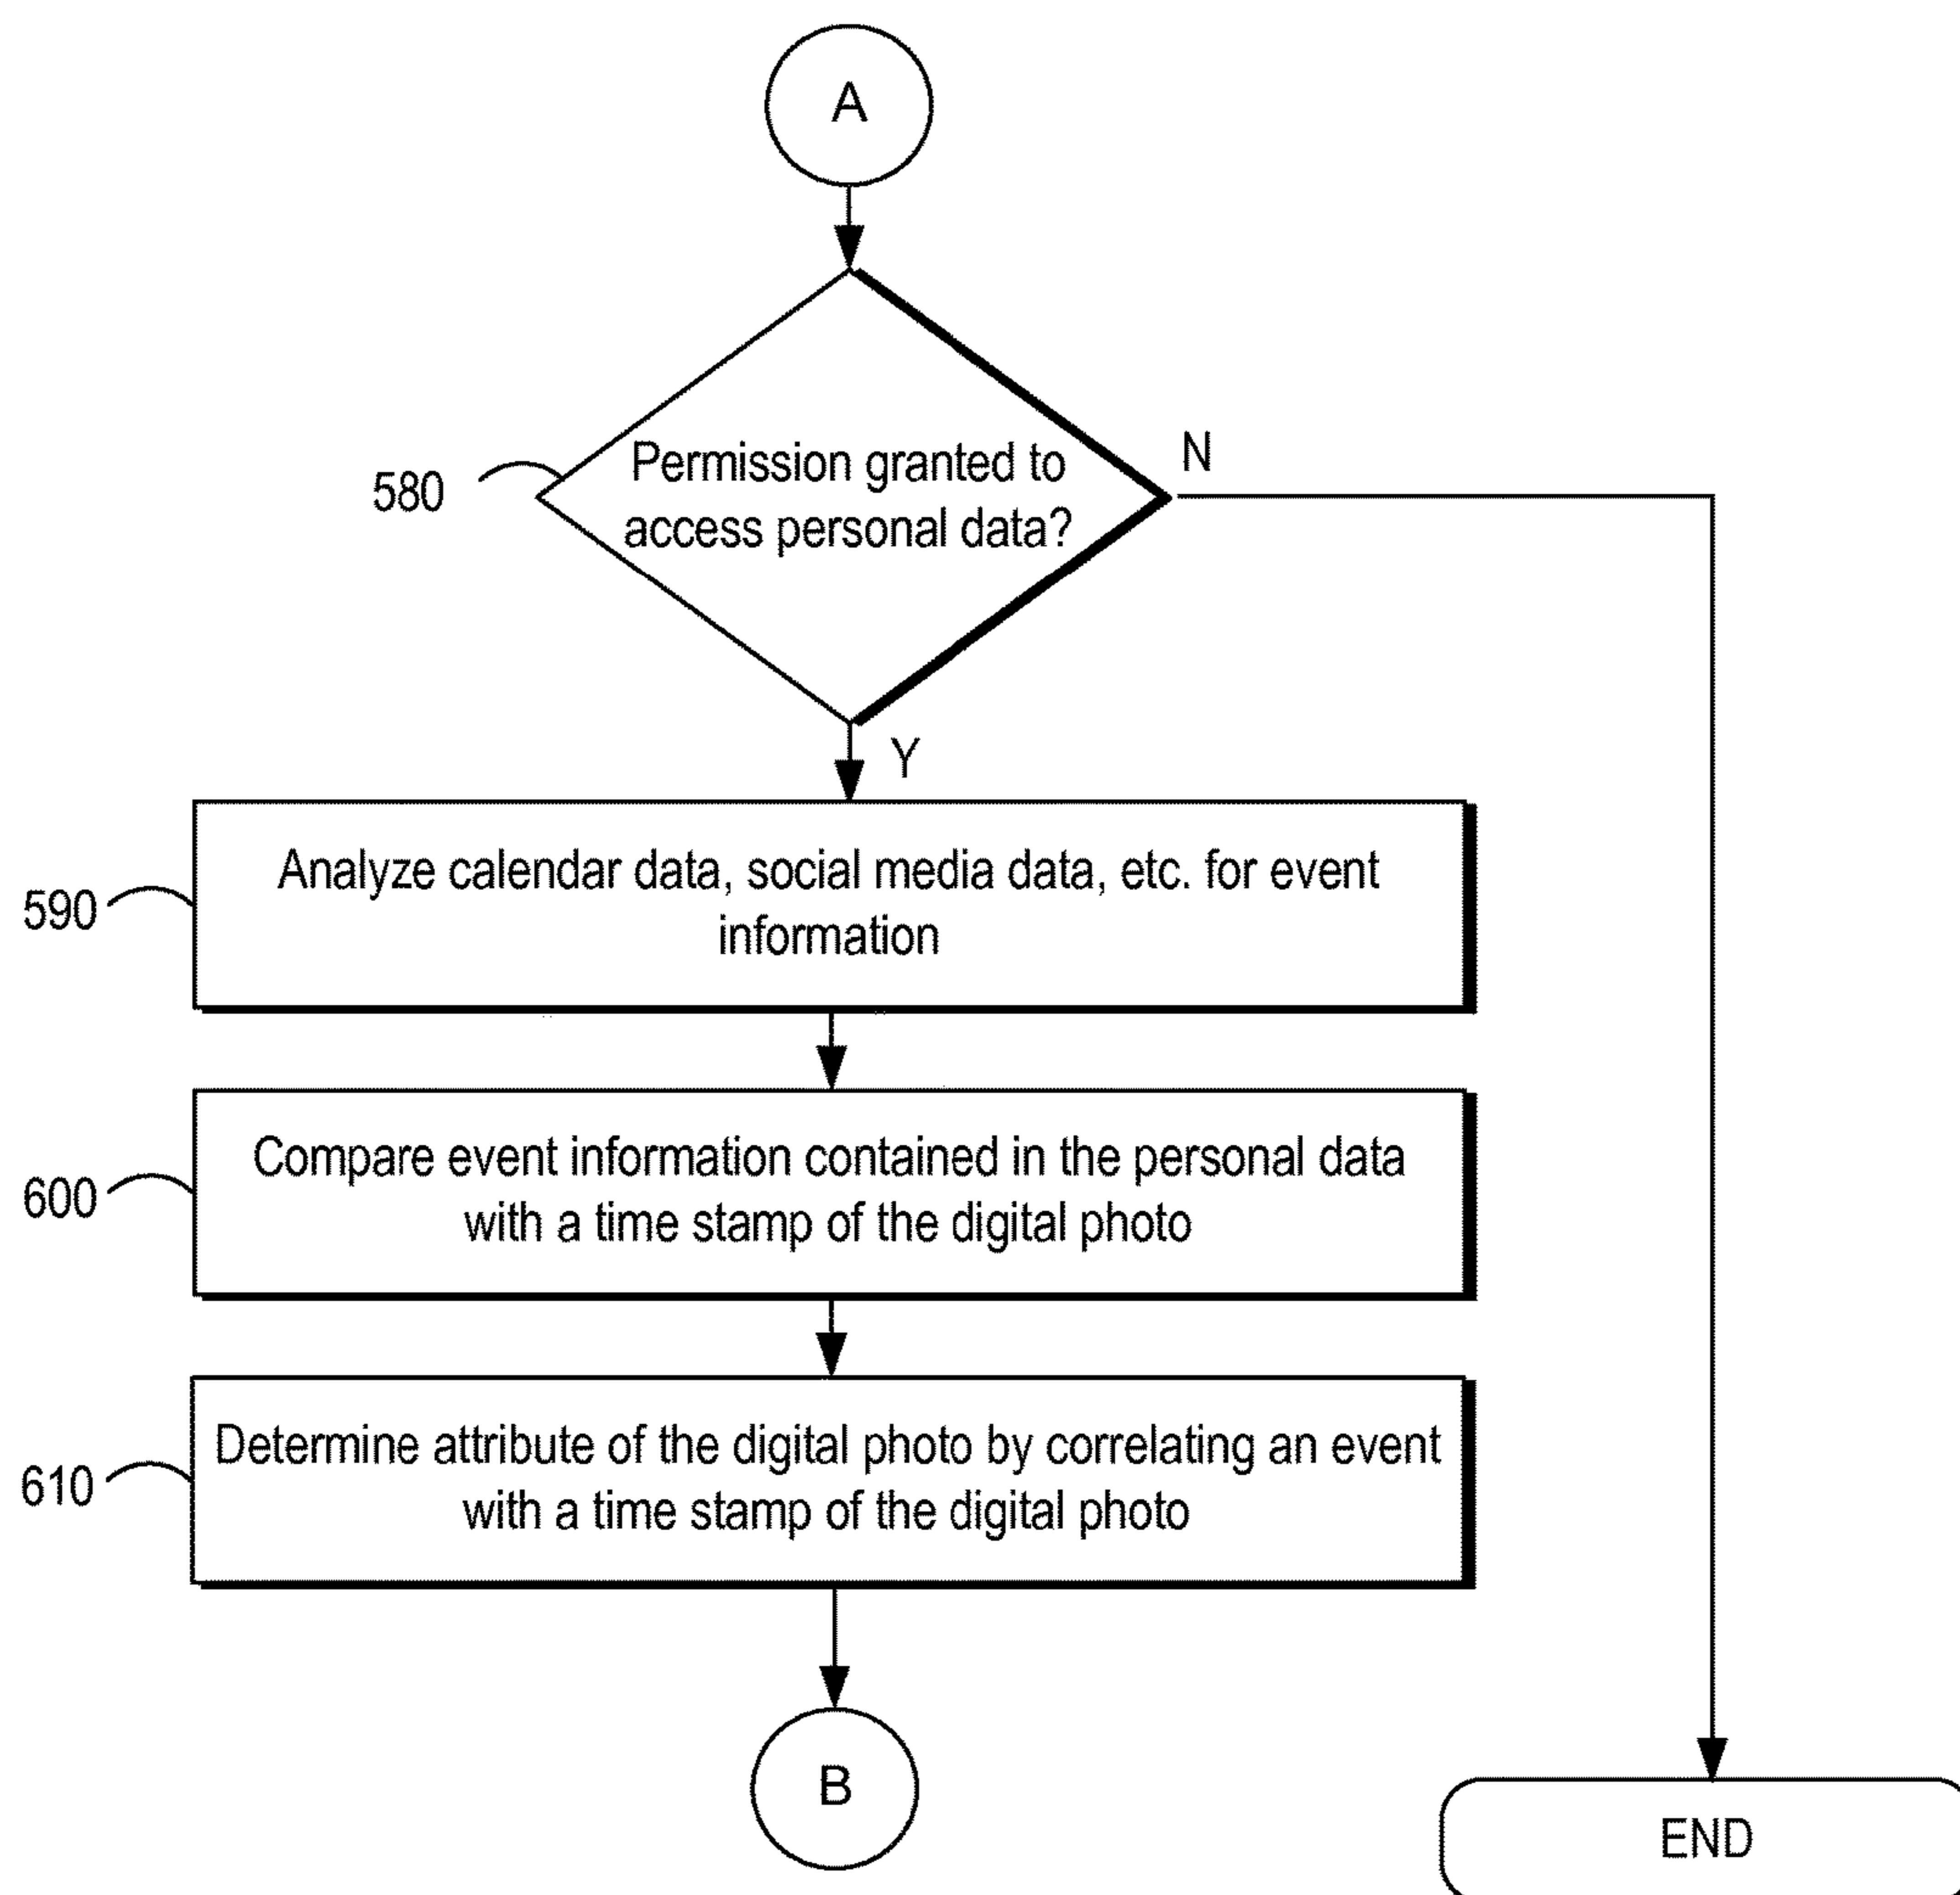 A
Permission granted to
access personal data?
580
N
Y
Analyze calendar data, social media data, etc. for event
information
590
Compare event information contained in the personal data
with a time stamp of the digital photo
600
Determine attribute of the digital photo by correlating an event
with a time stamp of the digital photo
610
B
END